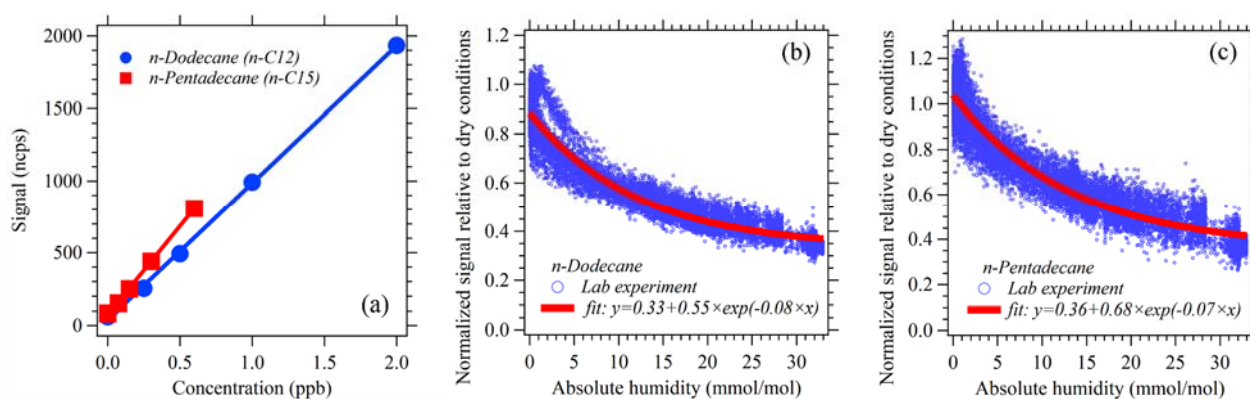 2000
1500
1000
500
0
Signal (ncps)
n-Dodecane (n-C12)
n-Pentadecane (n-C15)
(a)
0.0 0.5 1.0 1.5 2.0
Concentration (ppb)
1.2
1.0
0.8
0.6
0.4
0.2
0.0
Normalized signal relative to dry conditions
(b)
n-Dodecane
Lab experiment
fit: y=0.33+0.55×exp(-0.08×x)
0 5 10 15 20 25 30
Absolute humidity (mmol/mol)
1.2
1.0
0.8
0.6
0.4
0.2
0.0
Normalized signal relative to dry conditions
(c)
n-Pentadecane
Lab experiment
fit: y=0.36+0.68×exp(-0.07×x)
0 5 10 15 20 25 30
Absolute humidity (mmol/mol)